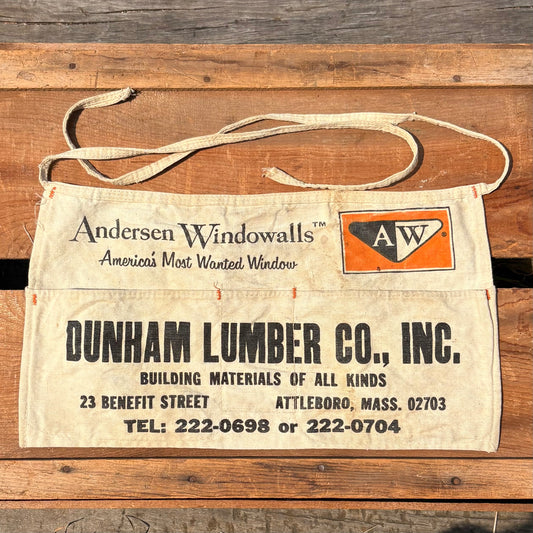 Andersen Windowalls™
America's Most Wanted Window
AW
DUNHAM LUMBER CO., INC.
BUILDING MATERIALS OF ALL KINDS
23 BENEFIT STREET ATTLEBORO, MASS. 02703
TEL: 222-0698 or 222-0704